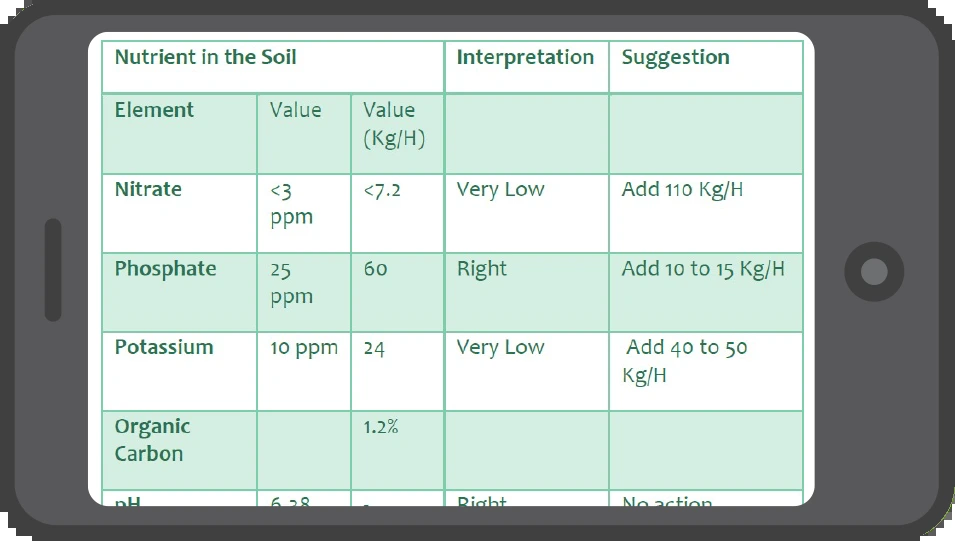 Nutrient in the Soil Interpretation Suggestion
Element Value Value (Kg/H)
Nitrate <3 ppm <7.2 Very Low Add 110 Kg/H
Phosphate 25 ppm 60 Right Add 10 to 15 Kg/H
Potassium 10 ppm 24 Very Low Add 40 to 50 Kg/H
Organic Carbon 1.2%
pH 6.28 - Right No action